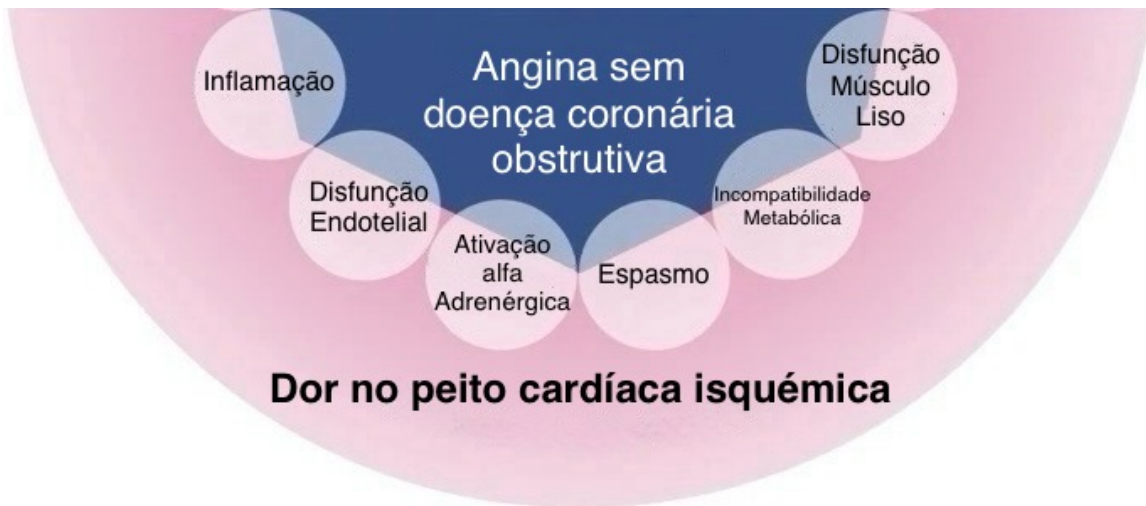 Inflamação
Angina sem
doença coronária
obstrutiva
Disfunção
Músculo
Liso
Disfunção
Endotelial
Ativação
alfa
Adrenérgica
Espasmo
Incompatibilidade
Metabólica
Dor no peito cardíaca isquémica